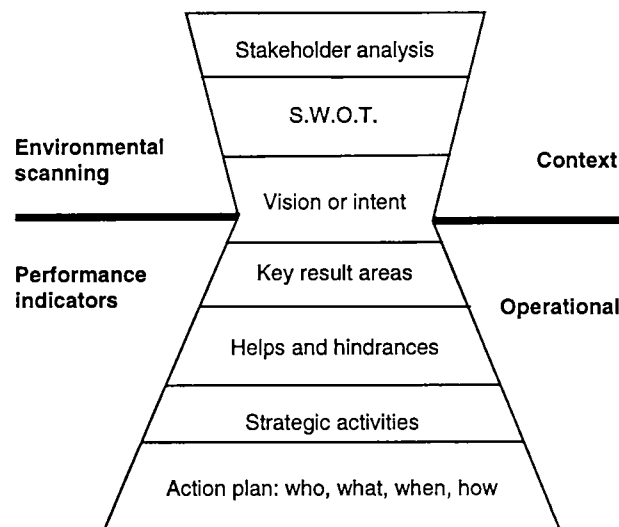 Stakeholder analysis
S.W.O.T.
Environmental
scanning
Context
Vision or intent
Performance
indicators
Key result areas
Operational
Helps and hindrances
Strategic activities
Action plan: who, what, when, how